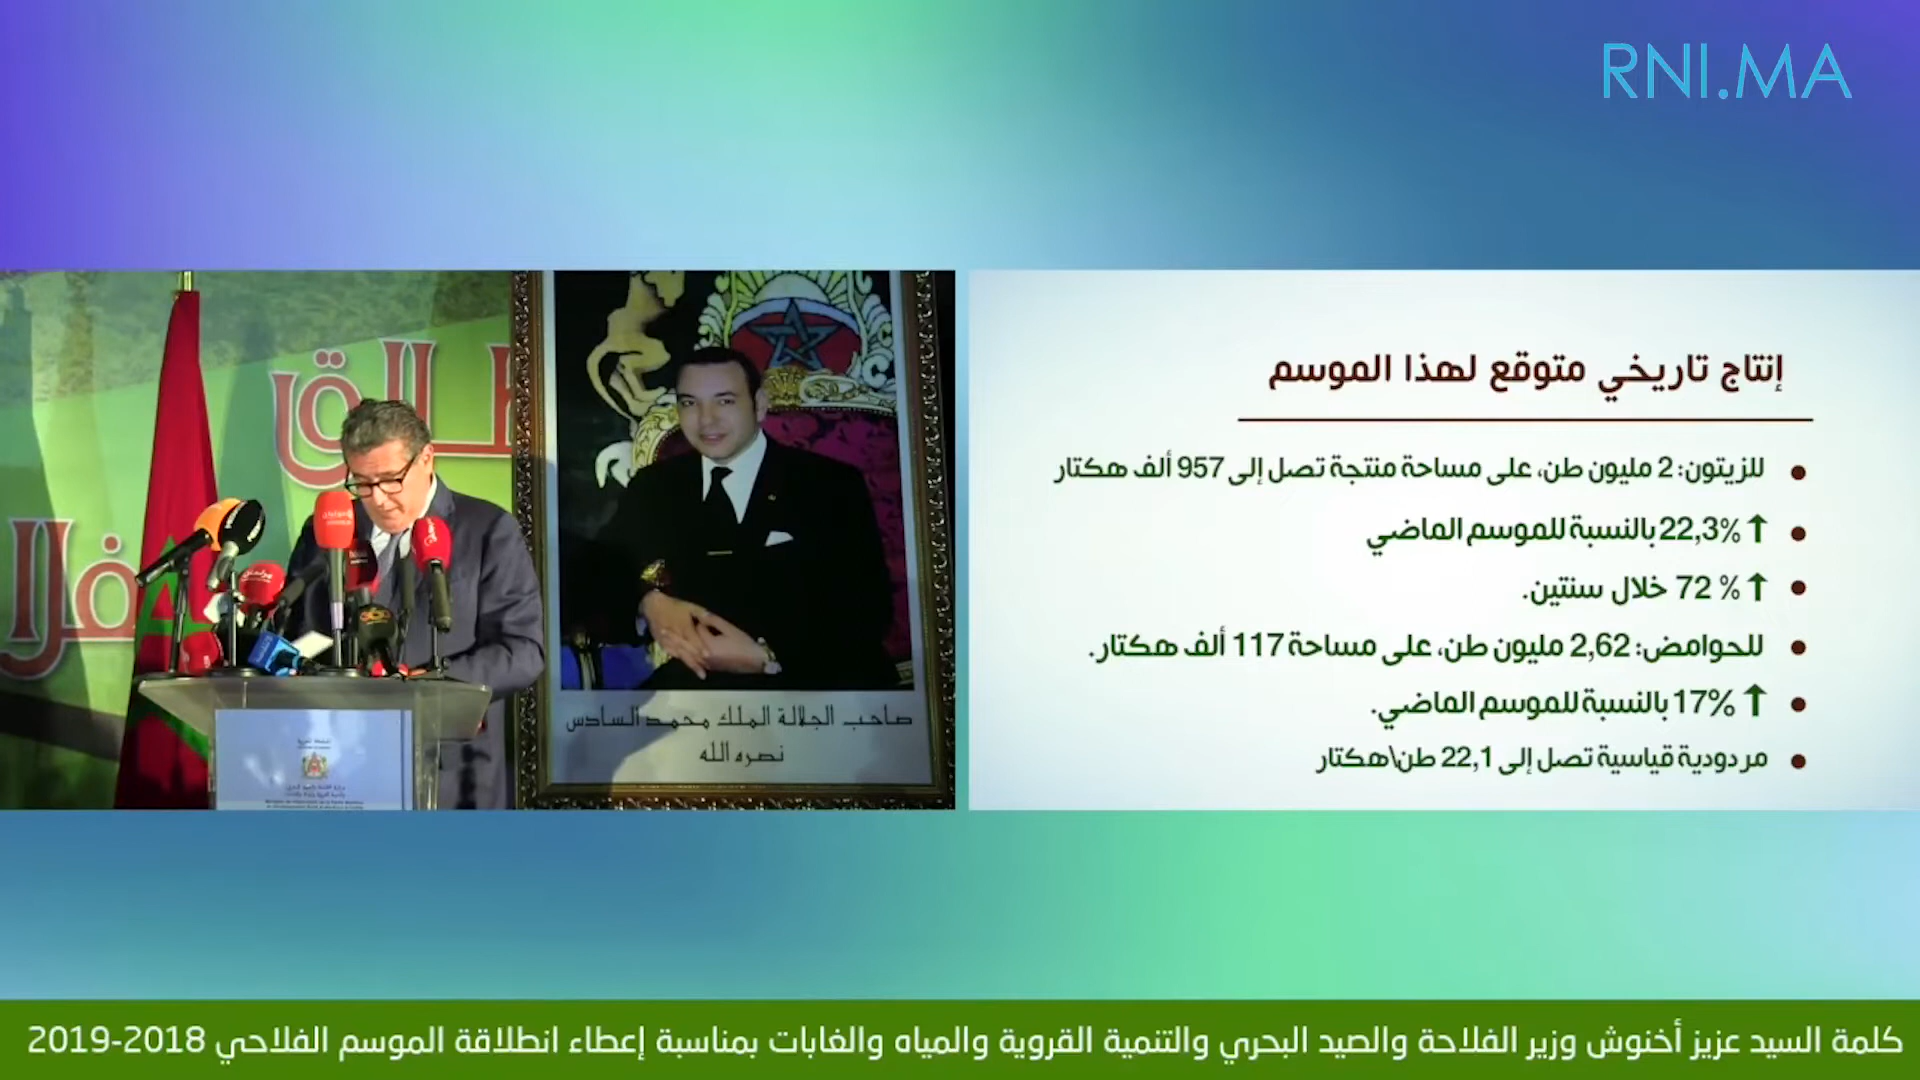 RNI.MA
إنتاج تاريخي متوقع لهذا الموسم
للزيتون: 2 مليون طن، على مساحة منتجة تصل إلى 957 ألف هكتار
22,3% بالنسبة للموسم الماضي
72 % خلال سنتين.
للحوامض: 2,62 مليون طن، على مساحة 117 ألف هكتار.
17% بالنسبة للموسم الماضي.
مردودية قياسية تصل إلى 22,1 طن\هكتار
صاحب الجلالة الملك محمد السادس
نصره الله
كلمة السيد عزيز أخنوش وزير الفلاحة والصيد البحري والتنمية القروية والمياه والغابات بمناسبة إعطاء انطلاقة الموسم الفلاحي 2018-2019